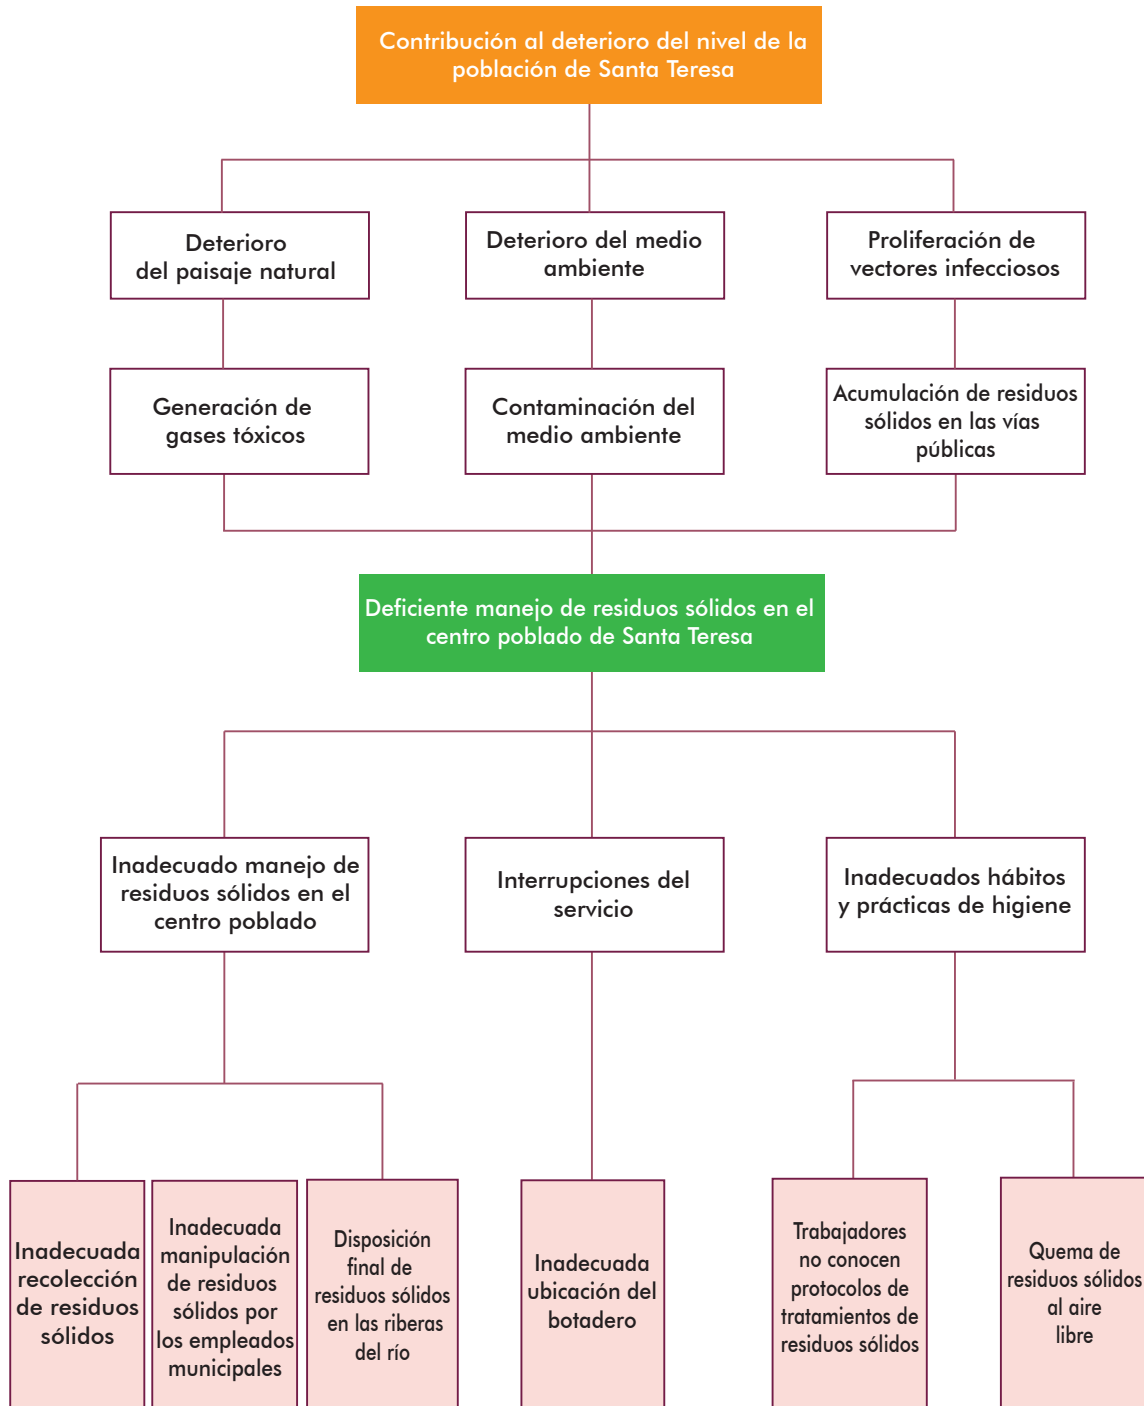 Contribución al deterioro del nivel de la
población de Santa Teresa
Deterioro
del paisaje natural
Deterioro del medio
ambiente
Proliferación de
vectores infecciosos
Generación de
gases tóxicos
Contaminación del
medio ambiente
Acumulación de residuos
sólidos en las vías
públicas
Deficiente manejo de residuos sólidos en el
centro poblado de Santa Teresa
Inadecuado manejo de
residuos sólidos en el
centro poblado
Interrupciones del
servicio
Inadecuados hábitos
y prácticas de higiene
Inadecuada
recolección
de residuos
sólidos
Inadecuada
manipulación
de residuos
sólidos por
los empleados
municipales
Disposición
final de
residuos sólidos
en las riberas
del río
Inadecuada
ubicación del
botadero
Trabajadores
no conocen
protocolos de
tratamientos de
residuos sólidos
Quema de
residuos sólidos
al aire
libre